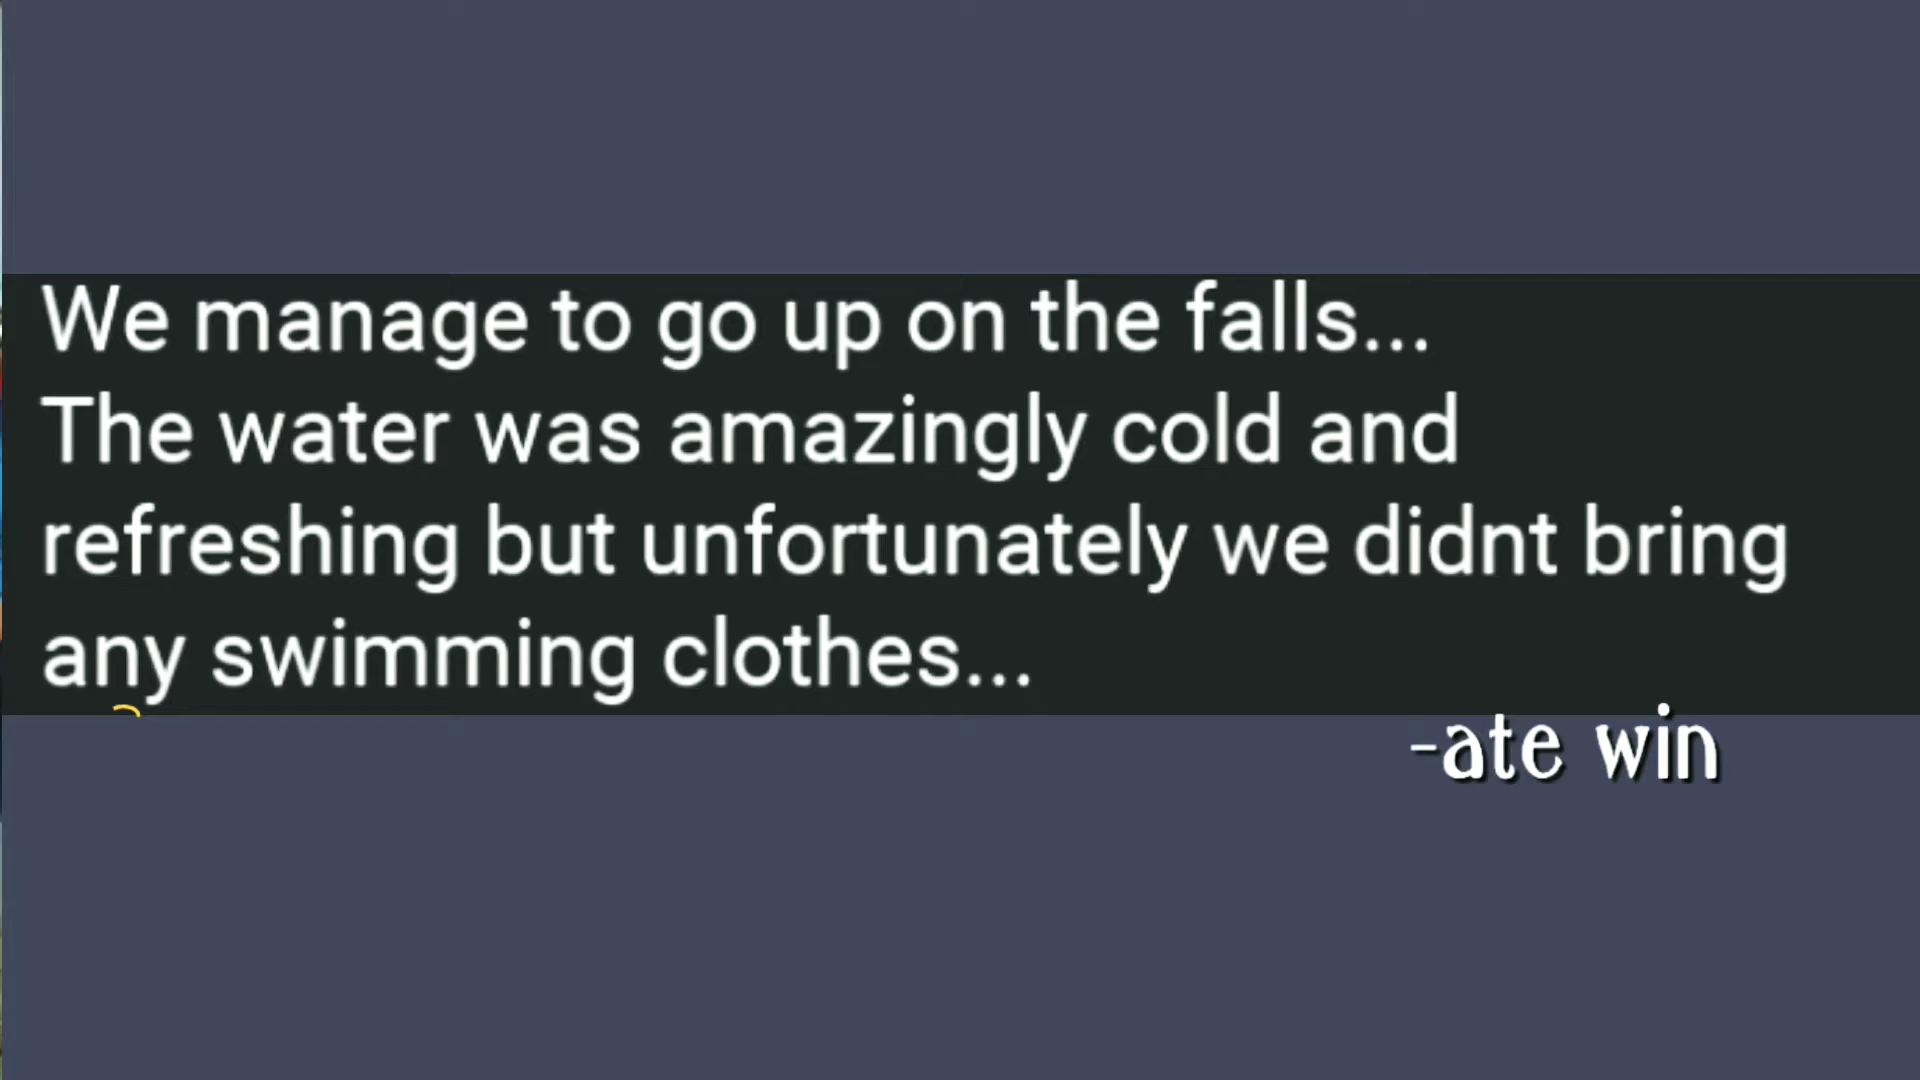 We manage to go up on the falls...
The water was amazingly cold and
refreshing but unfortunately we didnt bring
any swimming clothes...
-ate win